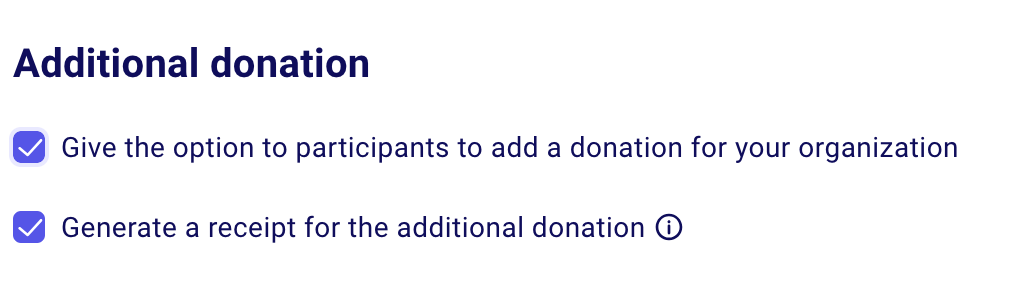 Additional donation
Give the option to participants to add a donation for your organization
Generate a receipt for the additional donation